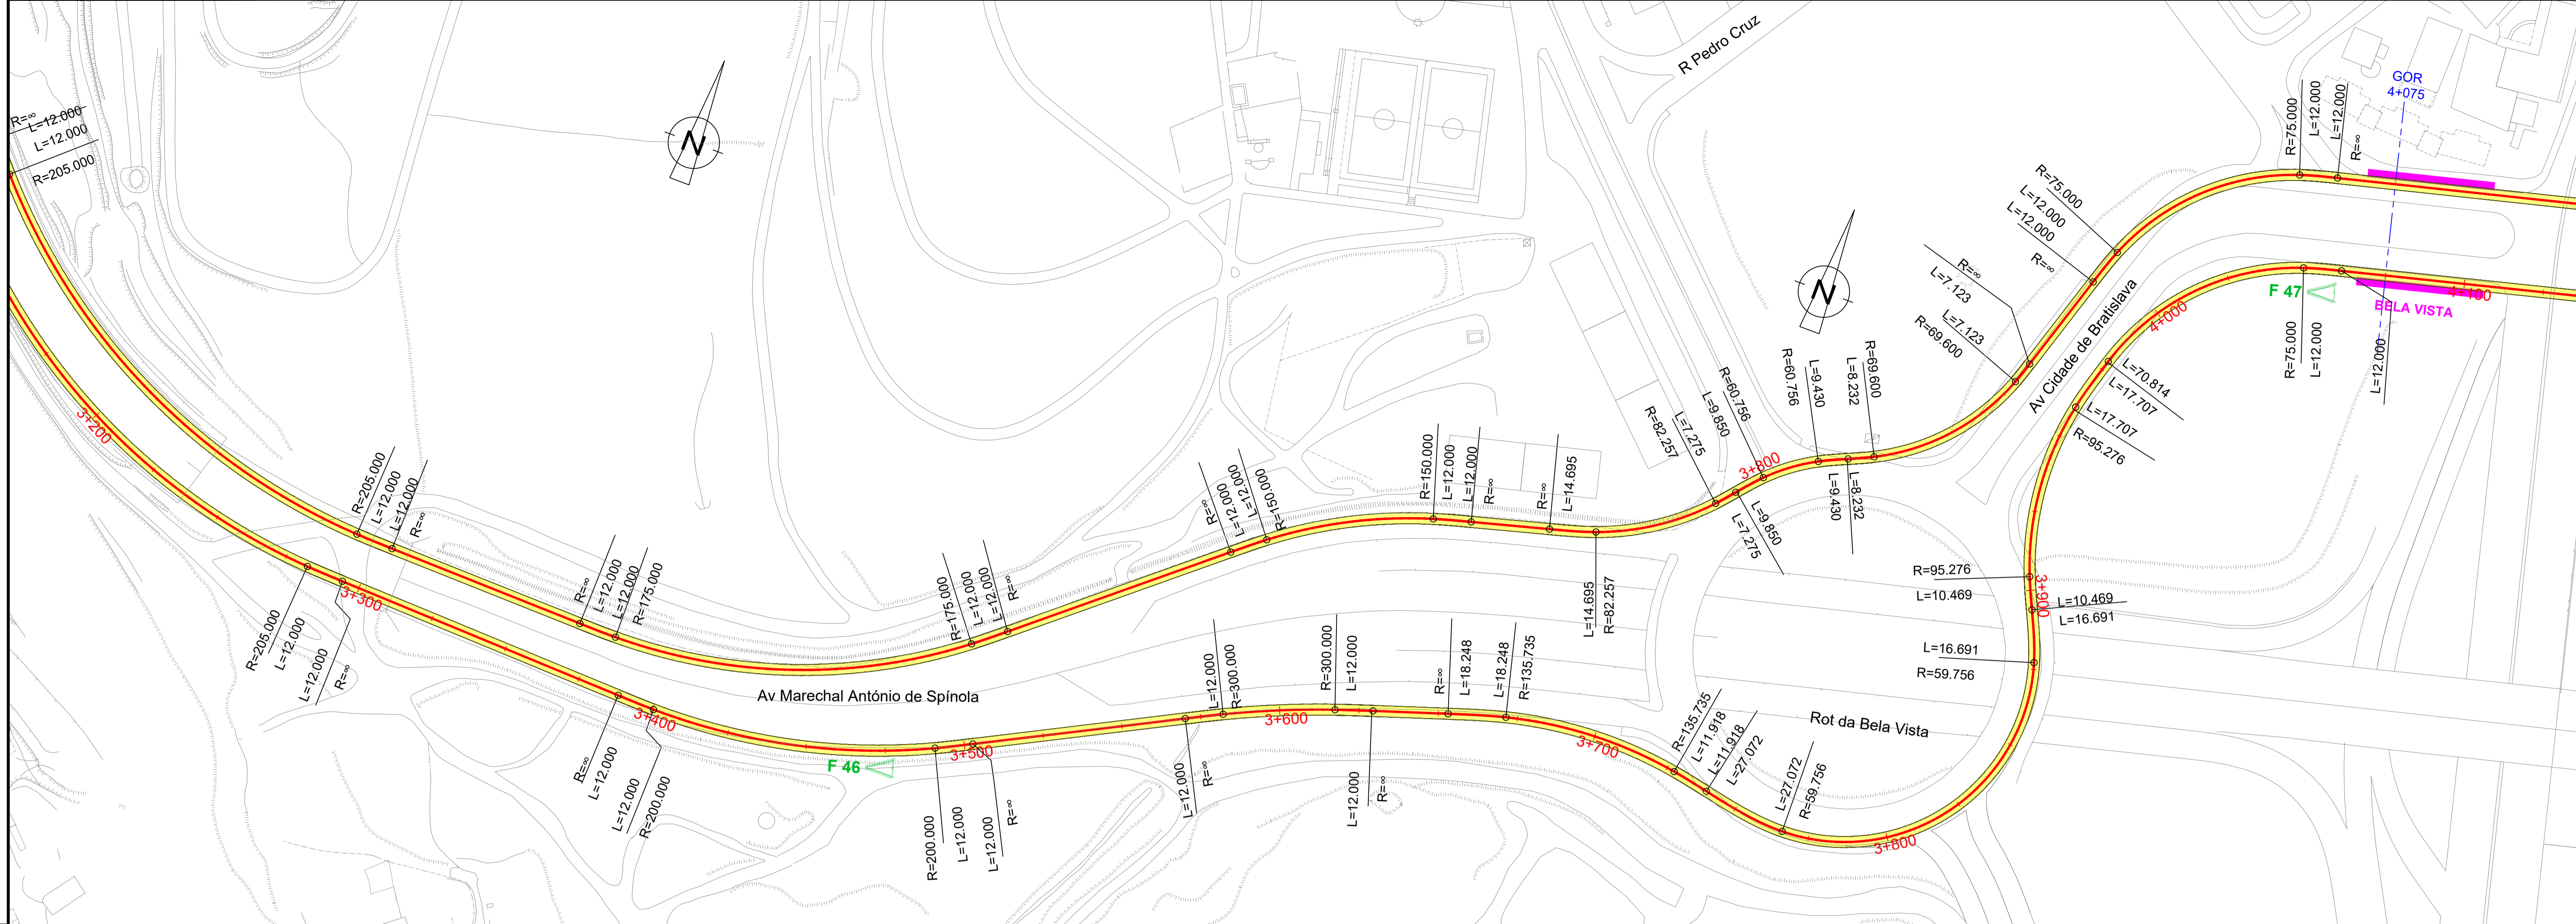 R=∞
L=12.000
L=12.000
R=205.000
3+200
R=205.000
L=12.000
L=12.000
R=∞
R=205.000
L=12.000
L=12.000
R=∞
3+300
R=∞
L=12.000
L=12.000
R=175.000
R=∞
L=12.000
L=12.000
R=200.000
3+400
Av Marechal António de Spínola
F 46
R=175.000
L=12.000
L=12.000
R=∞
3+500
R=200.000
L=12.000
L=12.000
R=∞
R=∞
L=12.000
L=12.000
R=150.000
L=12.000
R=∞
L=12.000
R=300.000
3+600
R=300.000
L=12.000
L=12.000
R=∞
R=150.000
L=12.000
L=12.000
R=∞
R=∞
L=14.695
L=14.695
R=82.257
R=∞
L=18.248
L=18.248
R=135.735
3+700
R=135.735
L=11.918
L=11.918
L=27.072
L=27.072
R=59.756
3+800
R Pedro Cruz
R=82.257
L=7.275
L=9.850
R=60.756
L=9.850
L=7.275
3+800
R=60.756
L=9.430
L=8.232
R=69.600
L=9.430
L=8.232
Rot da Bela Vista
R=∞
L=7.123
L=7.123
R=69.600
R=75.000
L=12.000
L=12.000
R=∞
Av Cidade de Bratislava
R=95.276
L=10.469
3+900
L=10.469
L=16.691
L=16.691
R=59.756
L=70.814
L=17.707
L=17.707
R=95.276
4+000
R=75.000
L=12.000
L=12.000
R=∞
GOR
4+075
F 47
4+100
BELA VISTA
R=75.000
L=12.000
L=12.000
N
N